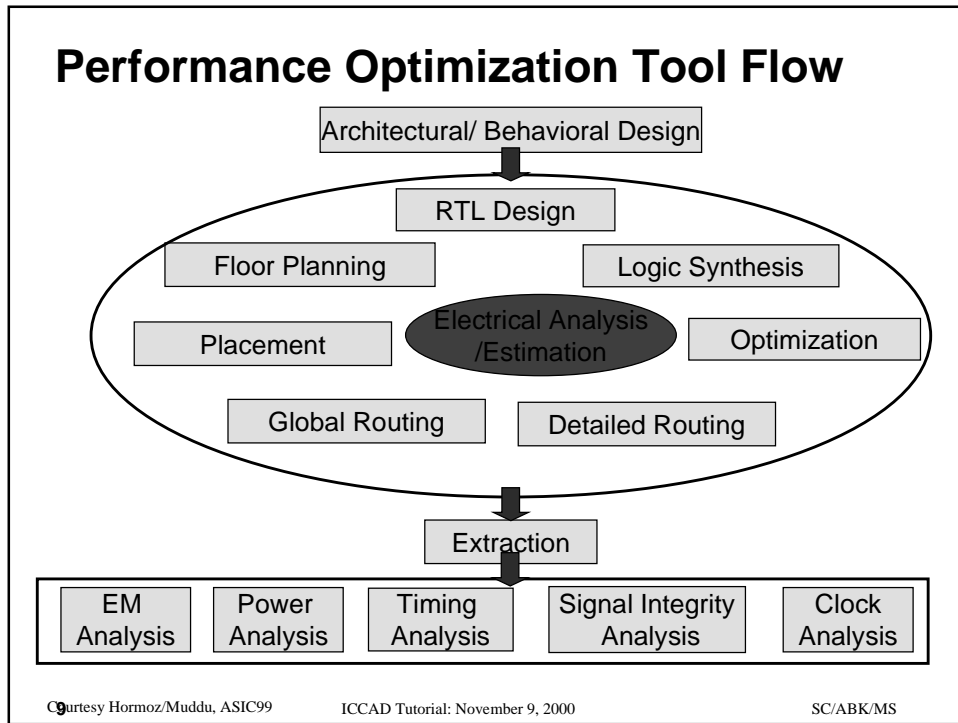 Performance Optimization Tool Flow
Architectural/ Behavioral Design
RTL Design
Floor Planning
Logic Synthesis
Electrical Analysis
/Estimation
Placement
Optimization
Global Routing
Detailed Routing
Extraction
EM
Analysis
Power
Analysis
Timing
Analysis
Signal Integrity
Analysis
Clock
Analysis
9
Courtesy Hormoz/Muddu, ASIC99
ICCAD Tutorial: November 9, 2000
SC/ABK/MS